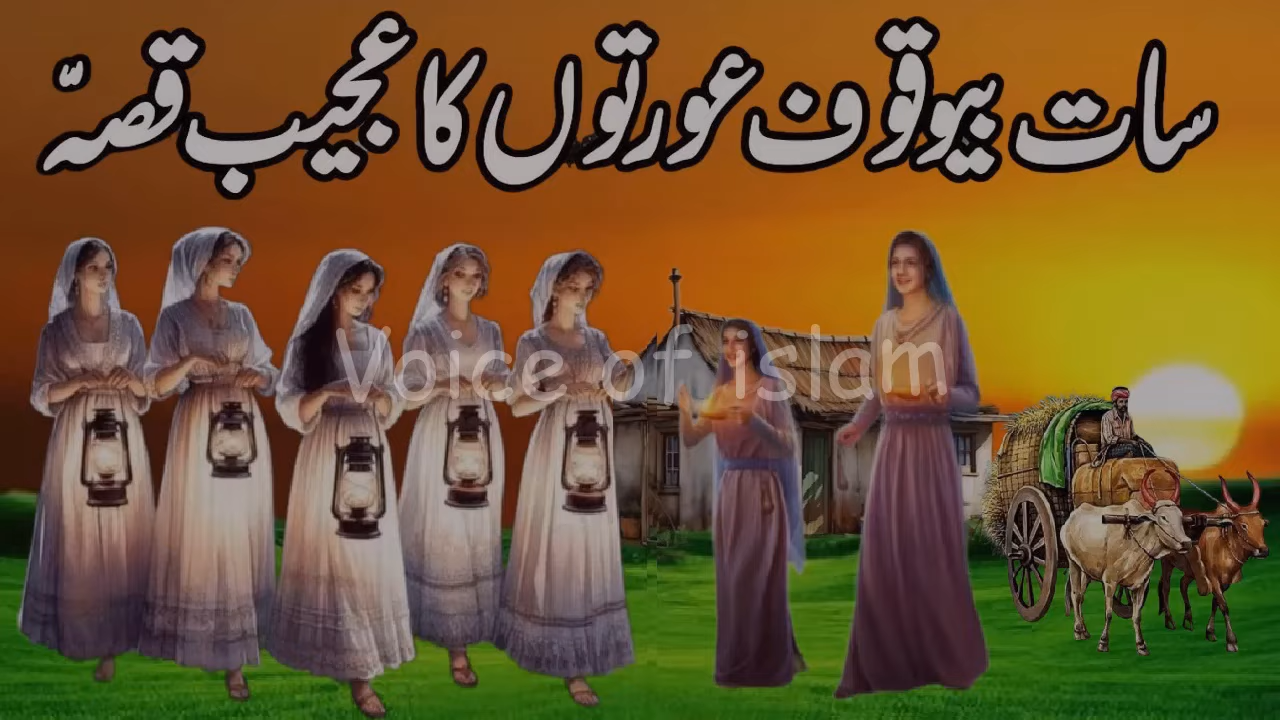 سات بیوقوف عورتوں کا عجیب قصہّ
Voice of islam